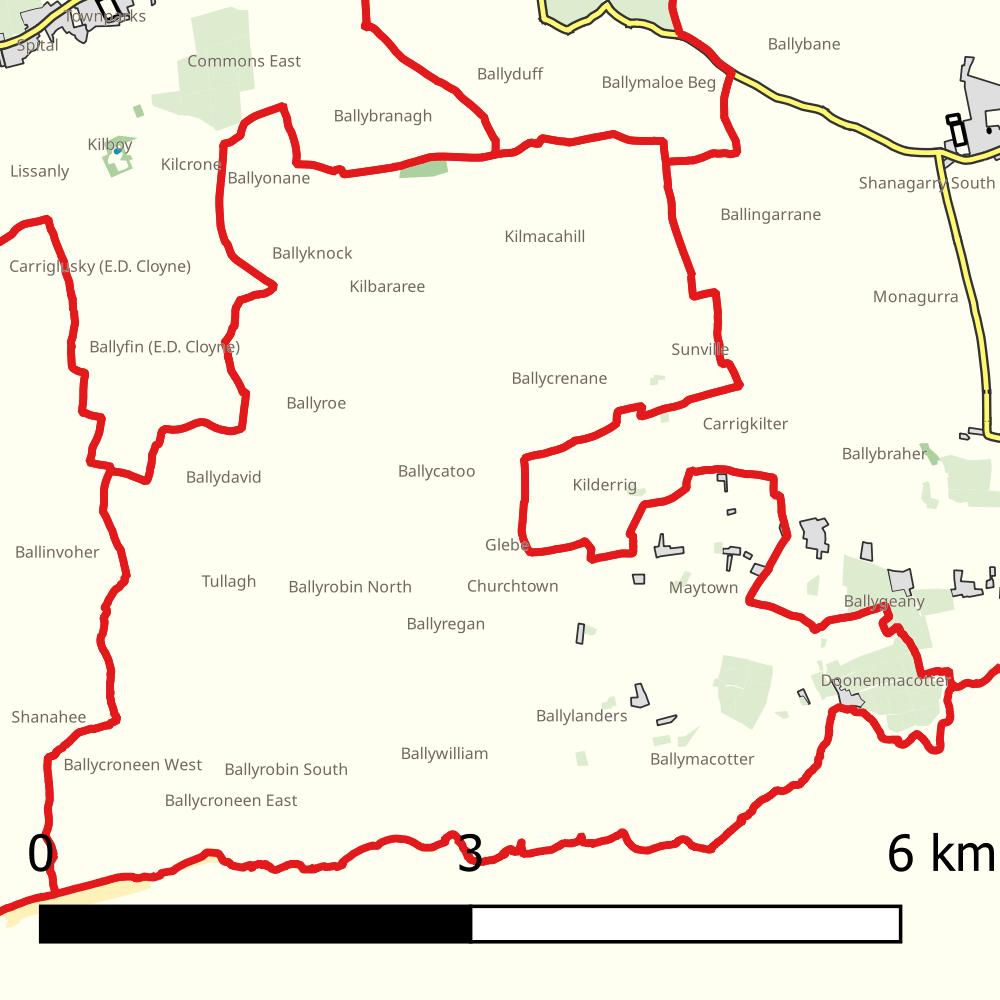 Townparks
Spital
Ballybane
Commons East
Ballyduff
Ballymaloe Beg
Ballybranagh
Kilboy
Kilcrone
Lissanly
Ballyonane
Shanagarry South
Ballingarrane
Kilmacahill
Ballyknock
Carriglusky (E.D. Cloyne)
Kilbararee
Monagurra
Ballyfin (E.D. Cloyne)
Sunville
Ballycrenane
Ballyroe
Carrigkilter
Ballybraher
Ballycatoo
Ballydavid
Kilderrig
Glebe
Ballinvoher
Tullagh
Ballyrobin North
Churchtown
Maytown
Ballygeany
Ballyregan
Doonenmacotter
Shanahee
Ballylanders
Ballywilliam
Ballymacotter
Ballycroneen West
Ballyrobin South
Ballycroneen East
0 3 6 km